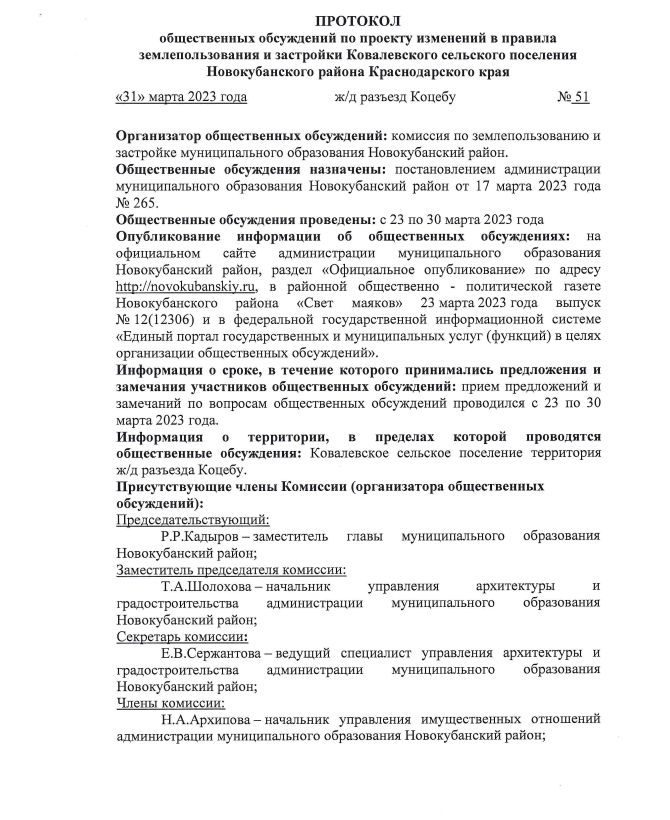 ПРОТОКОЛ
общественных обсуждений по проекту изменений в правила
землепользования и застройки Ковалевского сельского поселения
Новокубанского района Краснодарского края
«31» марта 2023 года ж/д разъезд Коцебу № 51
Организатор общественных обсуждений: комиссия по землепользованию и
застройке муниципального образования Новокубанский район.
Общественные обсуждения назначены: постановлением администрации
муниципального образования Новокубанский район от 17 марта 2023 года
№ 265.
Общественные обсуждения проведены: с 23 по 30 марта 2023 года
Опубликование информации об общественных обсуждениях: на
официальном сайте администрации муниципального образования
Новокубанский район, раздел «Официальное опубликование» по адресу
http://novokubanskiy.ru, в районной общественно - политической газете
Новокубанского района «Свет маяков» 23 марта 2023 года выпуск
№ 12(12306) и в федеральной государственной информационной системе
«Единый портал государственных и муниципальных услуг (функций) в целях
организации общественных обсуждений».
Информация о сроке, в течение которого принимались предложения и
замечания участников общественных обсуждений: прием предложений и
замечаний по вопросам общественных обсуждений проводился с 23 по 30
марта 2023 года.
Информация о территории, в пределах которой проводятся
общественные обсуждения: Ковалевское сельское поселение территория
ж/д разъезда Коцебу.
Присутствующие члены Комиссии (организатора общественных
обсуждений):
Председательствующий:
Р.Р.Кадыров – заместитель главы муниципального образования
Новокубанский район;
Заместитель председателя комиссии:
Т.А.Шолохова – начальник управления архитектуры и
градостроительства администрации муниципального образования
Новокубанский район;
Секретарь комиссии:
Е.В.Сержантова – ведущий специалист управления архитектуры и
градостроительства администрации муниципального образования
Новокубанский район;
Члены комиссии:
Н.А.Архипова – начальник управления имущественных отношений
администрации муниципального образования Новокубанский район;